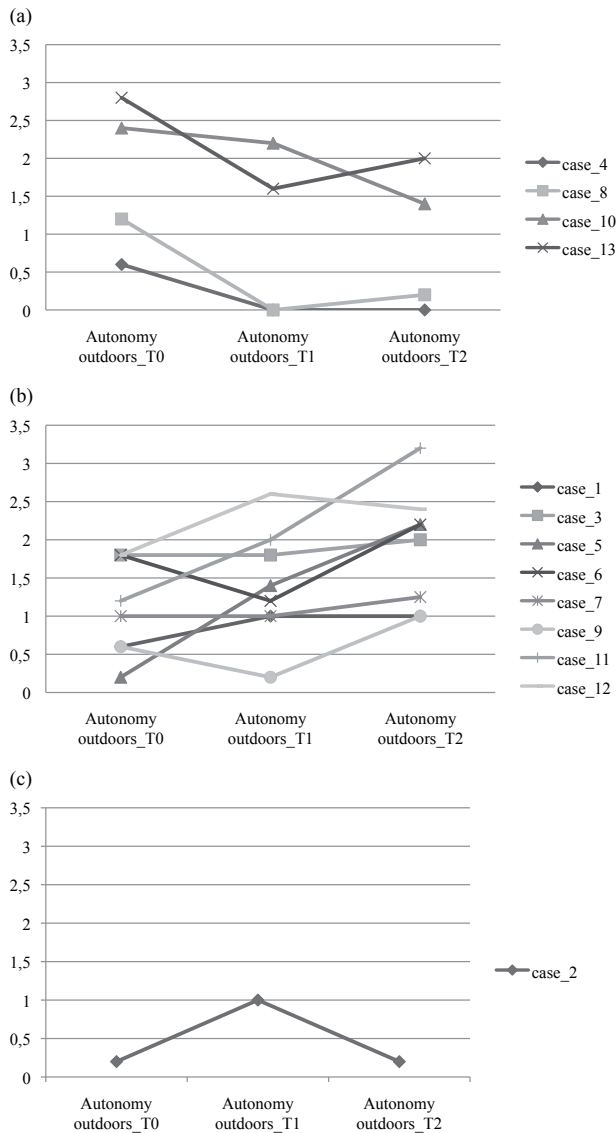 (a)
3,5
3
2,5
2
1,5
1
0,5
0
Autonomy
outdoors_T0
Autonomy
outdoors_T1
Autonomy
outdoors_T2
case_4
case_8
case_10
case_13
(b)
3,5
3
2,5
2
1,5
1
0,5
0
Autonomy
outdoors_T0
Autonomy
outdoors_T1
Autonomy
outdoors_T2
case_1
case_3
case_5
case_6
case_7
case_9
case_11
case_12
(c)
3,5
3
2,5
2
1,5
1
0,5
0
Autonomy
outdoors_T0
Autonomy
outdoors_T1
Autonomy
outdoors_T2
case_2